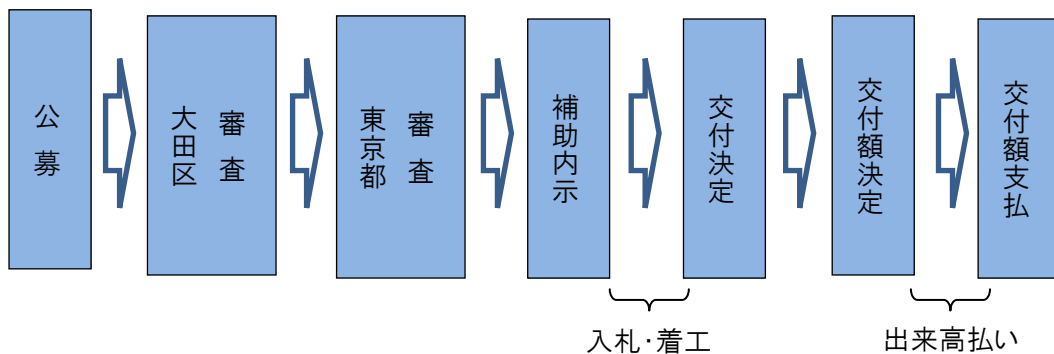 公募
大田区
審査
東京都
審査
補助内示
交付決定
交付額決定
交付額支払
入札・着工
出来高払い